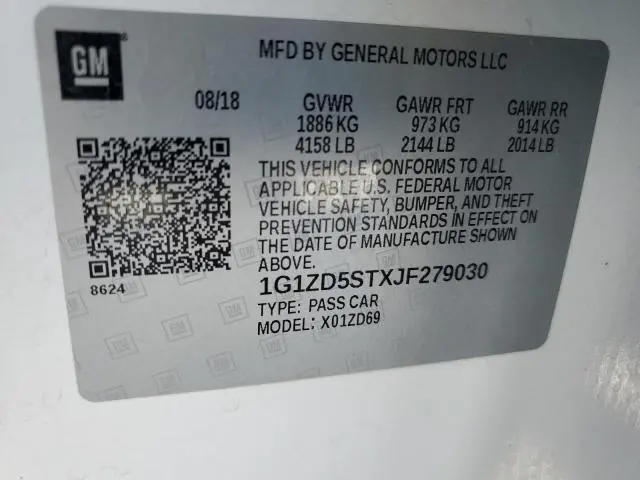 GM
MFD BY GENERAL MOTORS LLC
08/18 GVWR GAWR FRT GAWR RR
1886 KG 973 KG 914 KG
4158 LB 2144 LB 2014 LB
THIS VEHICLE CONFORMS TO ALL
APPLICABLE U.S. FEDERAL MOTOR
VEHICLE SAFETY, BUMPER, AND THEFT
PREVENTION STANDARDS IN EFFECT ON
THE DATE OF MANUFACTURE SHOWN
ABOVE.
8624
1G1ZD5STXJF279030
TYPE: PASS CAR
MODEL: X01ZD69